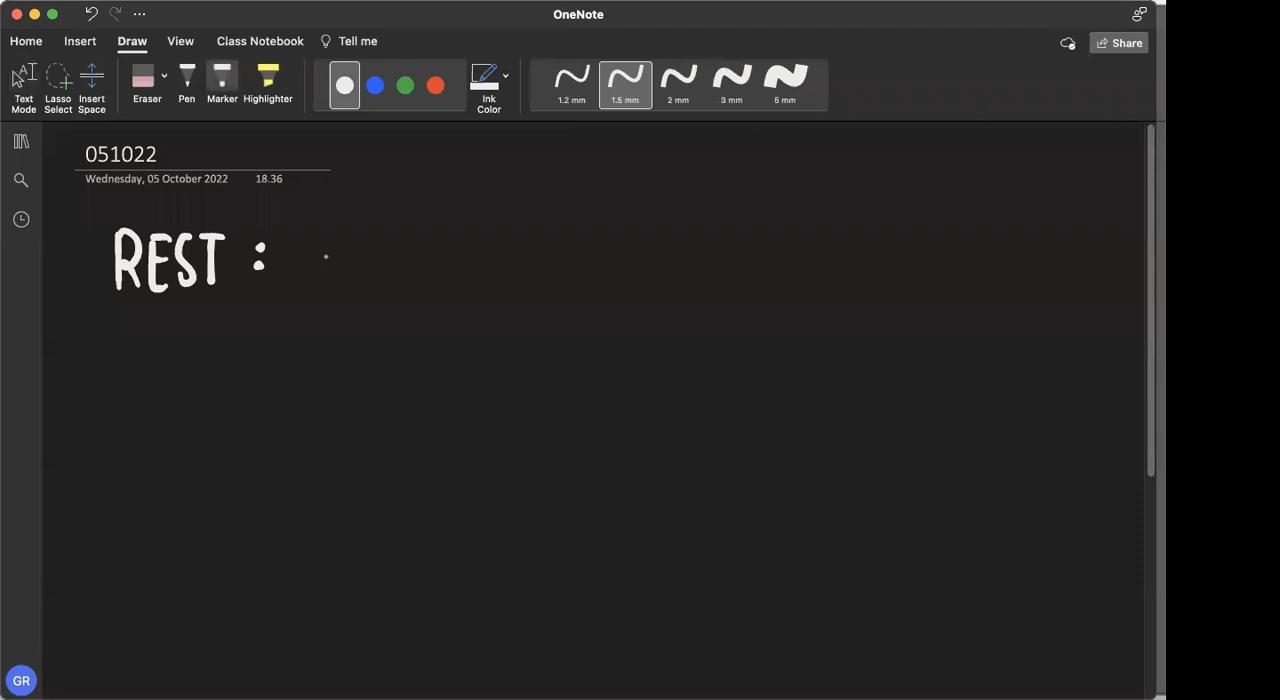 OneNote
Home Insert Draw View Class Notebook Tell me Share
Text Mode Lasso Select Insert Space Eraser Pen Marker Highlighter Ink Color 1.2 mm 1.5 mm 2 mm 3 mm 5 mm
051022
Wednesday, 05 October 2022 18.36
REST :
GR